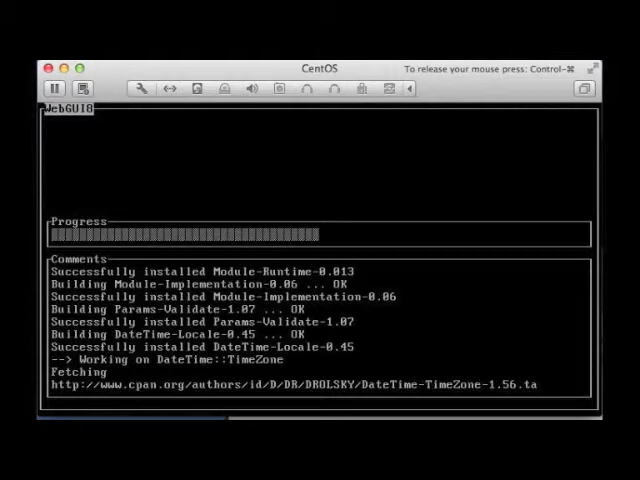 CentOS
To release your mouse press: Control-⌘
WebGUI8
Progress
Comments
Successfully installed Module-Runtime-0.013
Building Module-Implementation-0.06 ... OK
Successfully installed Module-Implementation-0.06
Building Params-Validate-1.07 ... OK
Successfully installed Params-Validate-1.07
Building DateTime-Locale-0.45 ... OK
Successfully installed DateTime-Locale-0.45
--> Working on DateTime::TimeZone
Fetching
http://www.cpan.org/authors/id/D/DR/DROLSKY/DateTime-TimeZone-1.56.ta